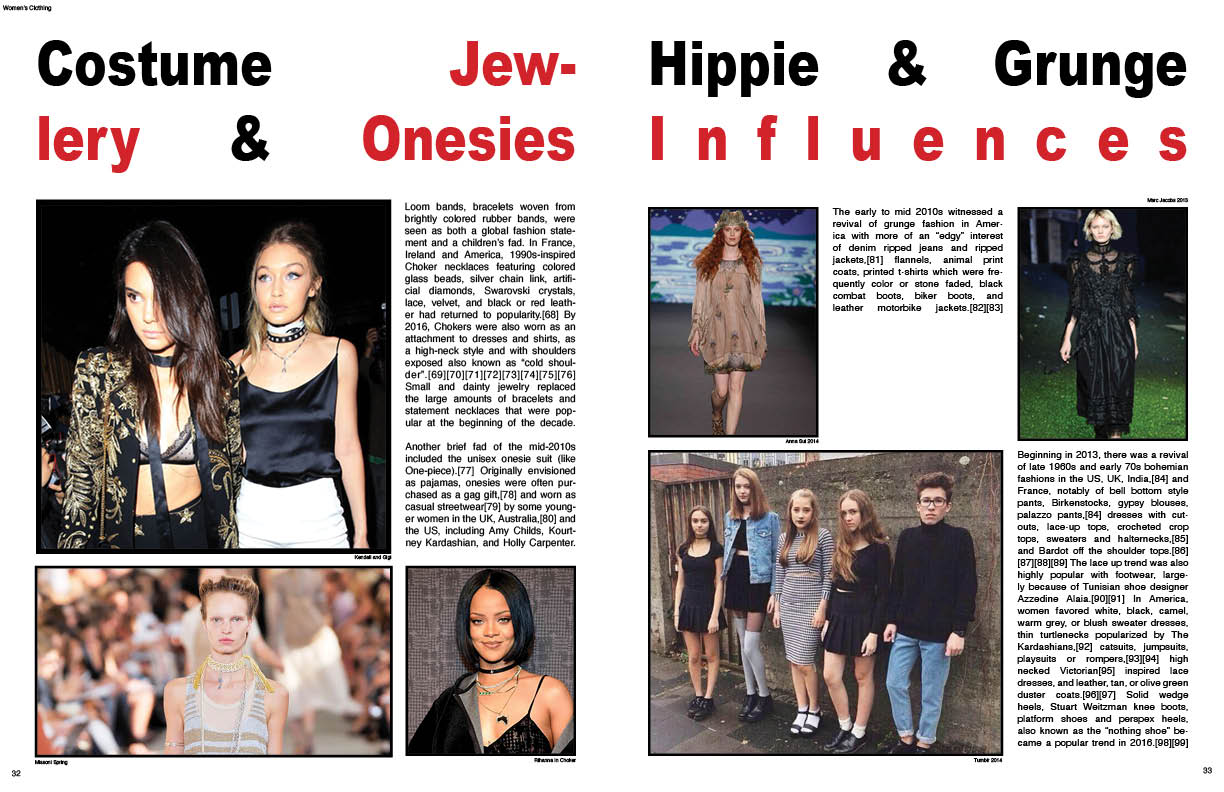 Women's Clothing
Costume Jew-
lery & Onesies
Loom bands, bracelets woven from
brightly colored rubber bands, were
seen as both a global fashion state-
ment and a children's fad. In France,
Ireland and America, 1990s-inspired
Choker necklaces featuring colored
glass beads, silver chain link, artifi-
cial diamonds, Swarovski crystals,
lace, velvet, and black or red leath-
er had returned to popularity.[68] By
2016, Chokers were also worn as an
attachment to dresses and shirts, as
a high-neck style and with shoulders
exposed also known as "cold shoul-
der".[69][70][71][72][73][74][75][76]
Small and dainty jewelry replaced
the large amounts of bracelets and
statement necklaces that were pop-
ular at the beginning of the decade.
Another brief fad of the mid-2010s
included the unisex onesie suit (like
One-piece).[77] Originally envisioned
as pajamas, onesies were often pur-
chased as a gag gift,[78] and worn as
casual streetwear[79] by some young-
er women in the UK, Australia,[80] and
the US, including Amy Childs, Kourt-
ney Kardashian, and Holly Carpenter.
Kendall and Gigi
Missoni Spring
Rihanna in Choker
32
Hippie & Grunge
Influences
Marc Jacobs 2013
The early to mid 2010s witnessed a
revival of grunge fashion in Amer-
ica with more of an "edgy" interest
of denim ripped jeans and ripped
jackets,[81] flannels, animal print
coats, printed t-shirts which were fre-
quently color or stone faded, black
combat boots, biker boots, and
leather motorbike jackets.[82][83]
Anna Sui 2014
Beginning in 2013, there was a revival
of late 1960s and early 70s bohemian
fashions in the US, UK, India,[84] and
France, notably of bell bottom style
pants, Birkenstocks, gypsy blouses,
palazzo pants,[84] dresses with cut-
outs, lace-up tops, crocheted crop
tops, sweaters and halternecks,[85]
and Bardot off the shoulder tops.[86]
[87][88][89] The lace up trend was also
highly popular with footwear, large-
ly because of Tunisian shoe designer
Azzedine Alaia.[90][91] In America,
women favored white, black, camel,
warm grey, or blush sweater dresses,
thin turtlenecks popularized by The
Kardashians,[92] catsuits, jumpsuits,
playsuits or rompers,[93][94] high
necked Victorian[95] inspired lace
dresses, and leather, tan, or olive green
duster coats.[96][97] Solid wedge
heels, Stuart Weitzman knee boots,
platform shoes and perspex heels,
also known as the "nothing shoe" be-
came a popular trend in 2016.[98][99]
Tumblr 2014
33